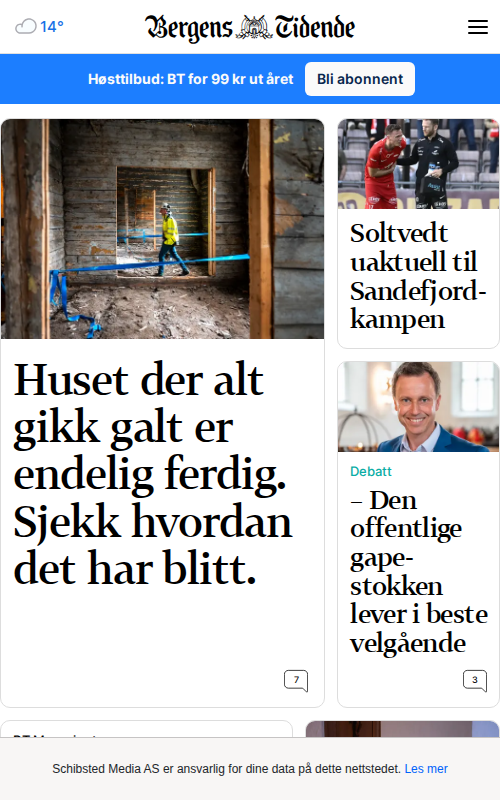 14°
Bergens Tidende
Høsttilbud: BT for 99 kr ut året
Bli abonnent
Huset der alt
gikk galt er
endelig ferdig.
Sjekk hvordan
det har blitt.
7
Soltvedt
uaktuell til
Sandefjord-
kampen
Debatt
– Den
offentlige
gape-
stokken
lever i beste
velgående
3
Schibsted Media AS er ansvarlig for dine data på dette nettstedet. Les mer